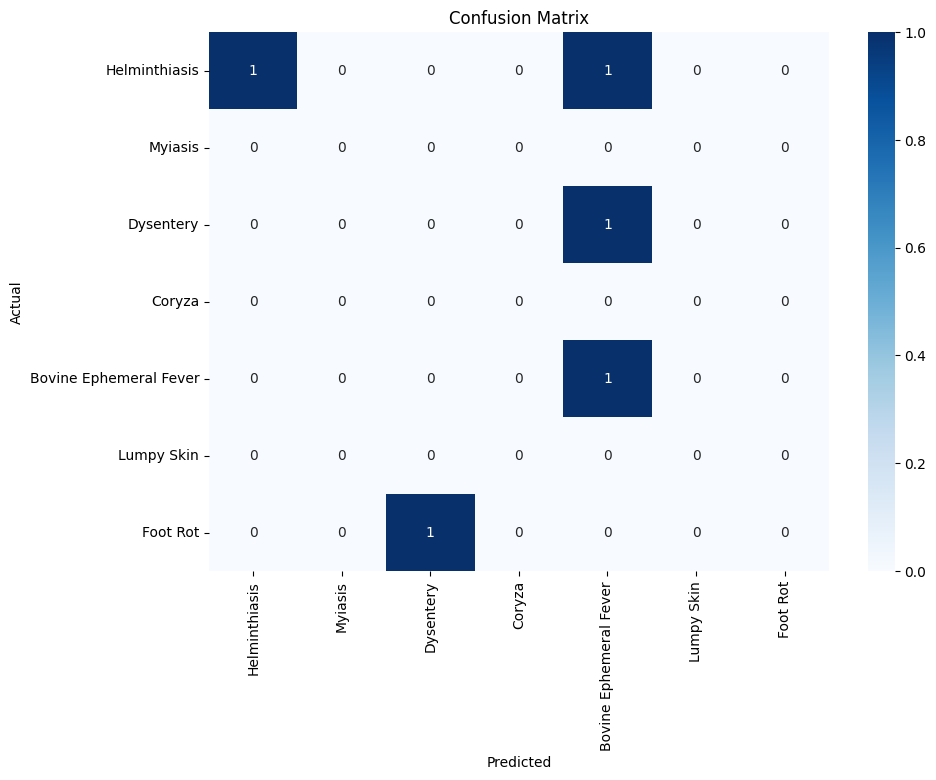 Confusion Matrix
Actual
Helminthiasis 1 0 0 0 1 0 0
Myiasis 0 0 0 0 0 0 0
Dysentery 0 0 0 0 1 0 0
Coryza 0 0 0 0 0 0 0
Bovine Ephemeral Fever 0 0 0 0 1 0 0
Lumpy Skin 0 0 0 0 0 0 0
Foot Rot 0 0 1 0 0 0 0
Helminthiasis
Myiasis
Dysentery
Coryza
Bovine Ephemeral Fever
Lumpy Skin
Foot Rot
Predicted
1.0
0.8
0.6
0.4
0.2
0.0